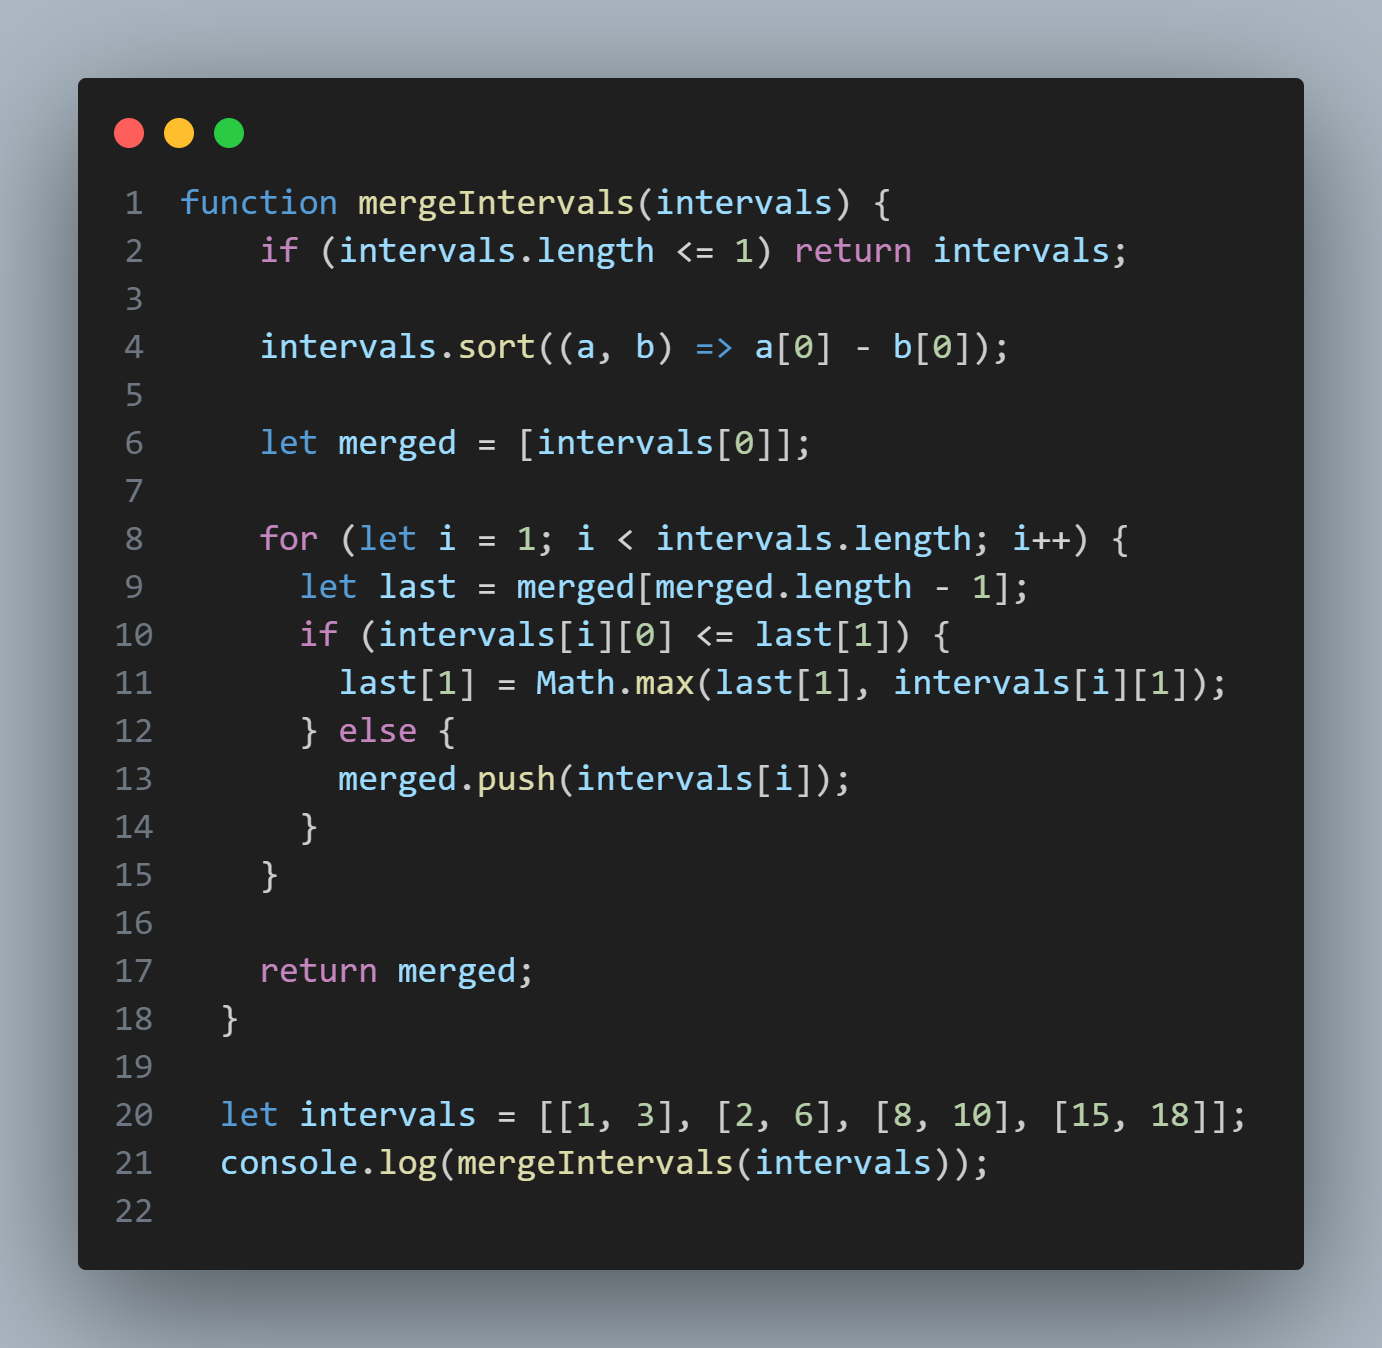 1 function mergeIntervals(intervals) {
2     if (intervals.length <= 1) return intervals;
3
4     intervals.sort((a, b) => a[0] - b[0]);
5
6     let merged = [intervals[0]];
7
8     for (let i = 1; i < intervals.length; i++) {
9       let last = merged[merged.length - 1];
10       if (intervals[i][0] <= last[1]) {
11         last[1] = Math.max(last[1], intervals[i][1]);
12       } else {
13         merged.push(intervals[i]);
14       }
15     }
16
17     return merged;
18   }
19
20   let intervals = [[1, 3], [2, 6], [8, 10], [15, 18]];
21   console.log(mergeIntervals(intervals));
22